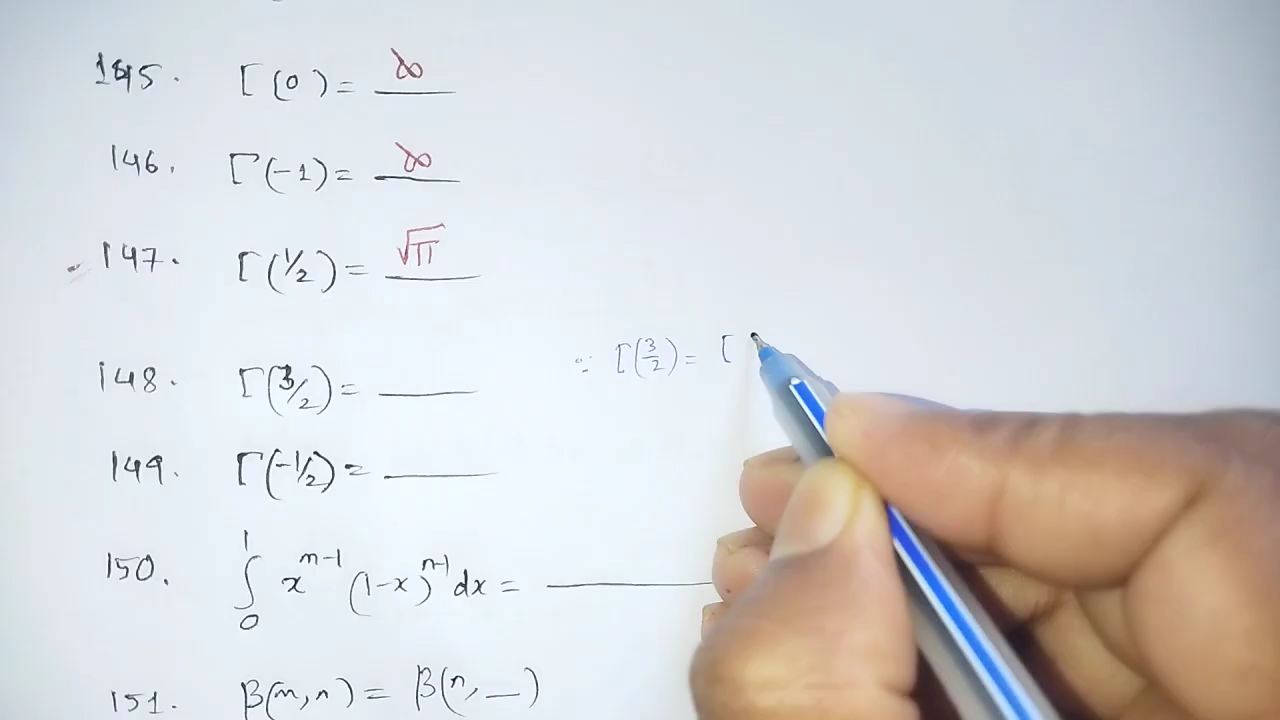 145. Γ(0) = ∞
146. Γ(-1) = ∞
147. Γ(1/2) = √π
148. Γ(3/2) = ____ ∵ Γ(3/2) = Γ
149. Γ(-1/2) = ____
150. ∫₀¹ x^(m-1) (1-x)^(n-1) dx = ____
151. β(m,n) = β(n, __)